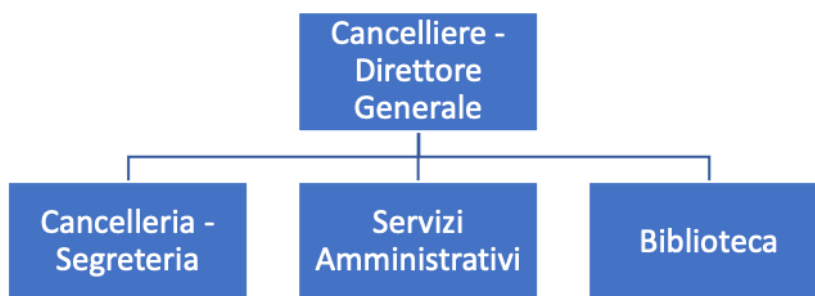 Cancelliere -
Direttore
Generale
Cancelleria -
Segreteria
Servizi
Amministrativi
Biblioteca